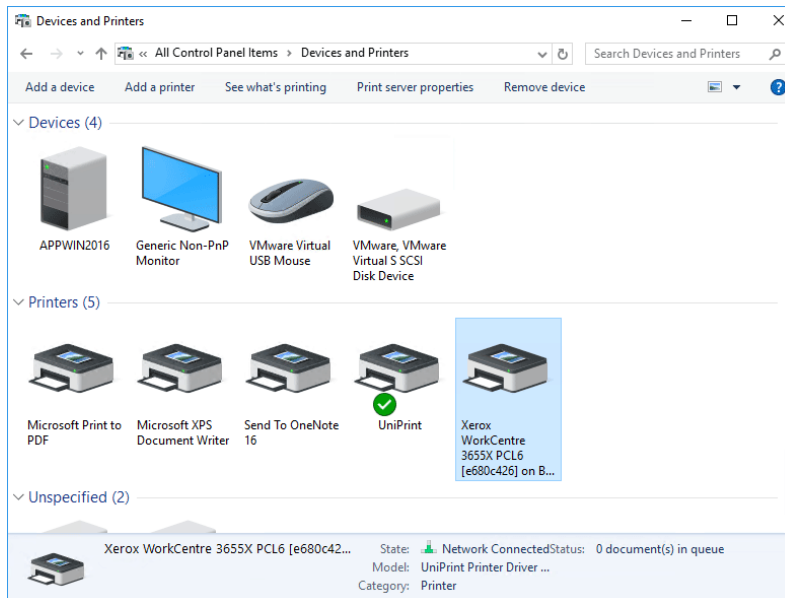 Devices and Printers
« All Control Panel Items > Devices and Printers
Search Devices and Printers
Add a device
Add a printer
See what's printing
Print server properties
Remove device
?
Devices (4)
APPWIN2016
Generic Non-PnP
Monitor
VMware Virtual
USB Mouse
VMware, VMware
Virtual S SCSI
Disk Device
Printers (5)
Microsoft Print to
PDF
Microsoft XPS
Document Writer
Send To OneNote
16
UniPrint
Xerox
WorkCentre
3655X PCL6
[e680c426] on B...
Unspecified (2)
Xerox WorkCentre 3655X PCL6 [e680c42...
State: Network Connected
Status: 0 document(s) in queue
Model: UniPrint Printer Driver ...
Category: Printer